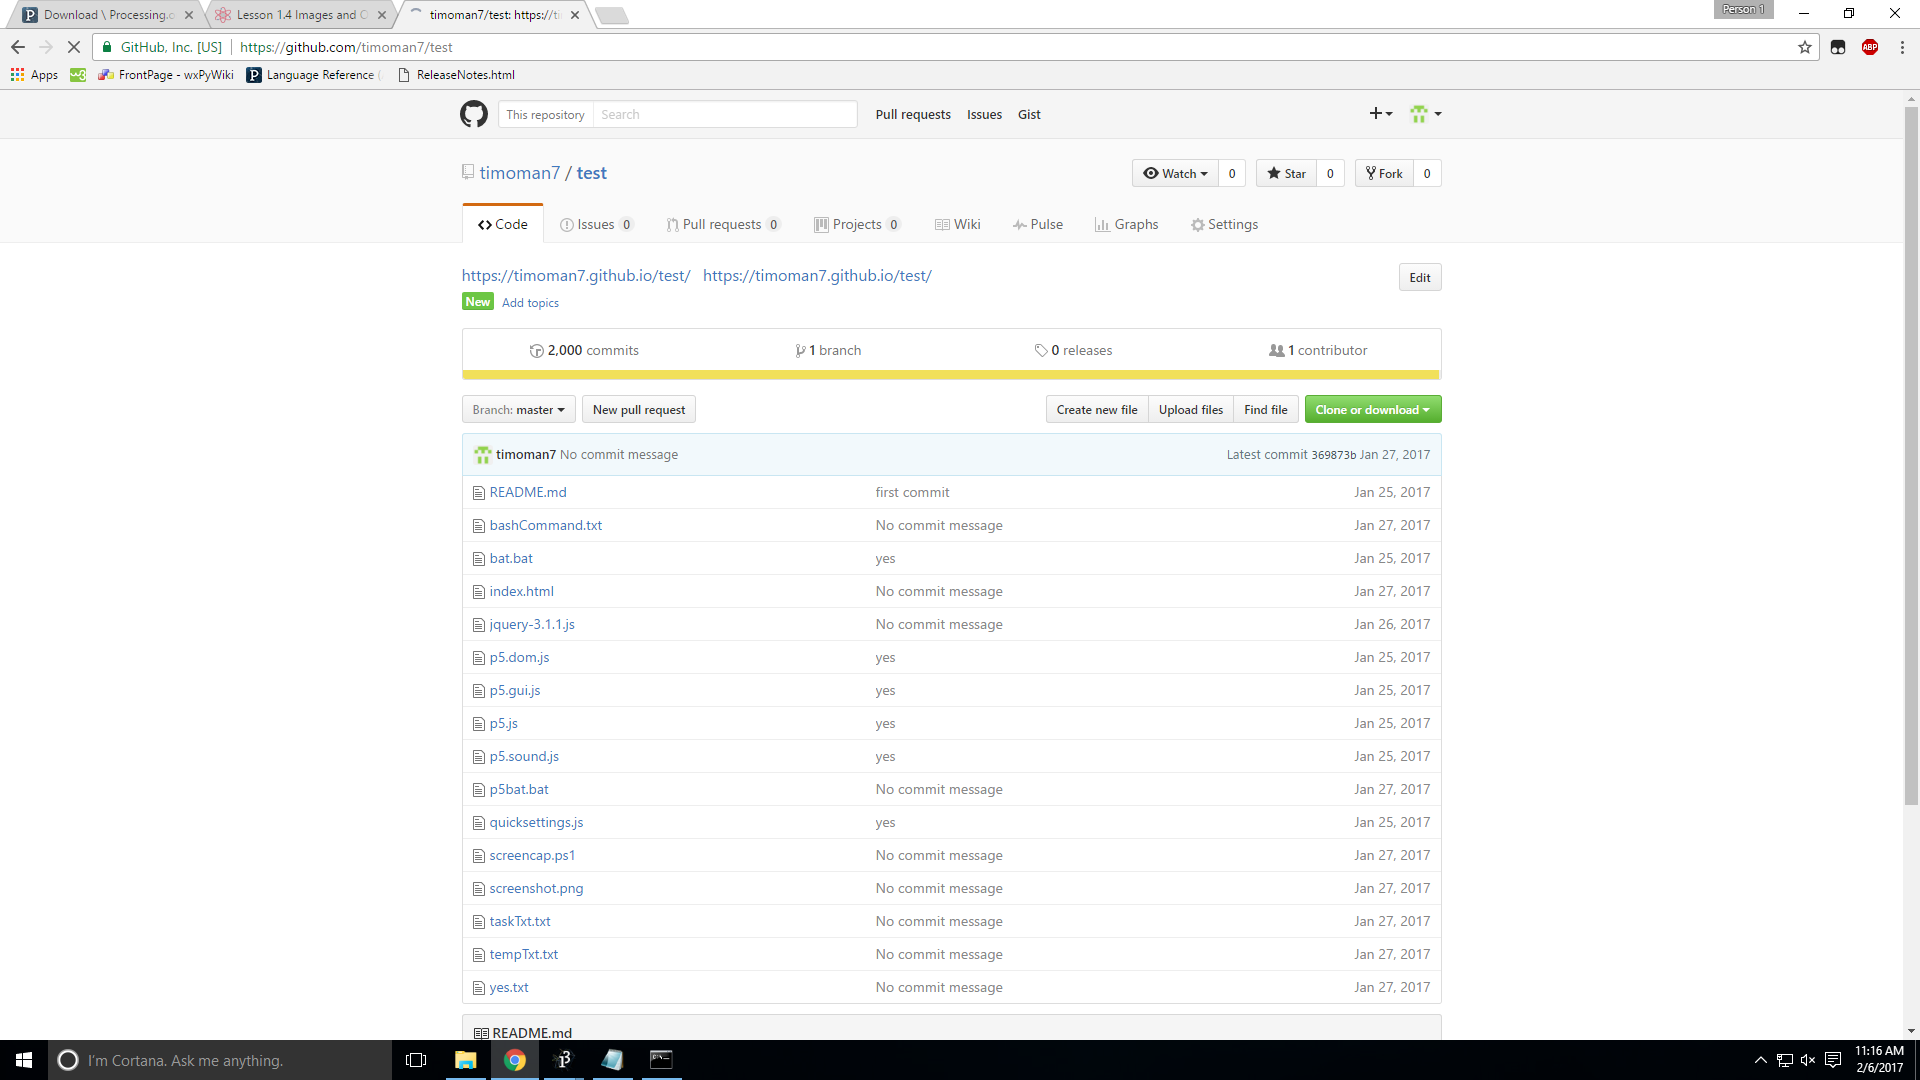 Download \ Processing.o
Lesson 1.4 Images and O
timoman7/test: https://ti
Person 1
GitHub, Inc. [US] https://github.com/timoman7/test
ABP
Apps FrontPage - wxPyWiki Language Reference ( ReleaseNotes.html
This repository Search Pull requests Issues Gist
timoman7 / test
Watch 0 Star 0 Fork 0
Code Issues 0 Pull requests 0 Projects 0 Wiki Pulse Graphs Settings
https://timoman7.github.io/test/ https://timoman7.github.io/test/ Edit
New Add topics
2,000 commits 1 branch 0 releases 1 contributor
Branch: master New pull request Create new file Upload files Find file Clone or download
timoman7 No commit message Latest commit 369873b Jan 27, 2017
README.md first commit Jan 25, 2017
bashCommand.txt No commit message Jan 27, 2017
bat.bat yes Jan 25, 2017
index.html No commit message Jan 27, 2017
jquery-3.1.1.js No commit message Jan 26, 2017
p5.dom.js yes Jan 25, 2017
p5.gui.js yes Jan 25, 2017
p5.js yes Jan 25, 2017
p5.sound.js yes Jan 25, 2017
p5bat.bat No commit message Jan 27, 2017
quicksettings.js yes Jan 25, 2017
screencap.ps1 No commit message Jan 27, 2017
screenshot.png No commit message Jan 27, 2017
taskTxt.txt No commit message Jan 27, 2017
tempTxt.txt No commit message Jan 27, 2017
yes.txt No commit message Jan 27, 2017
README.md
I'm Cortana. Ask me anything.
11:16 AM
2/6/2017